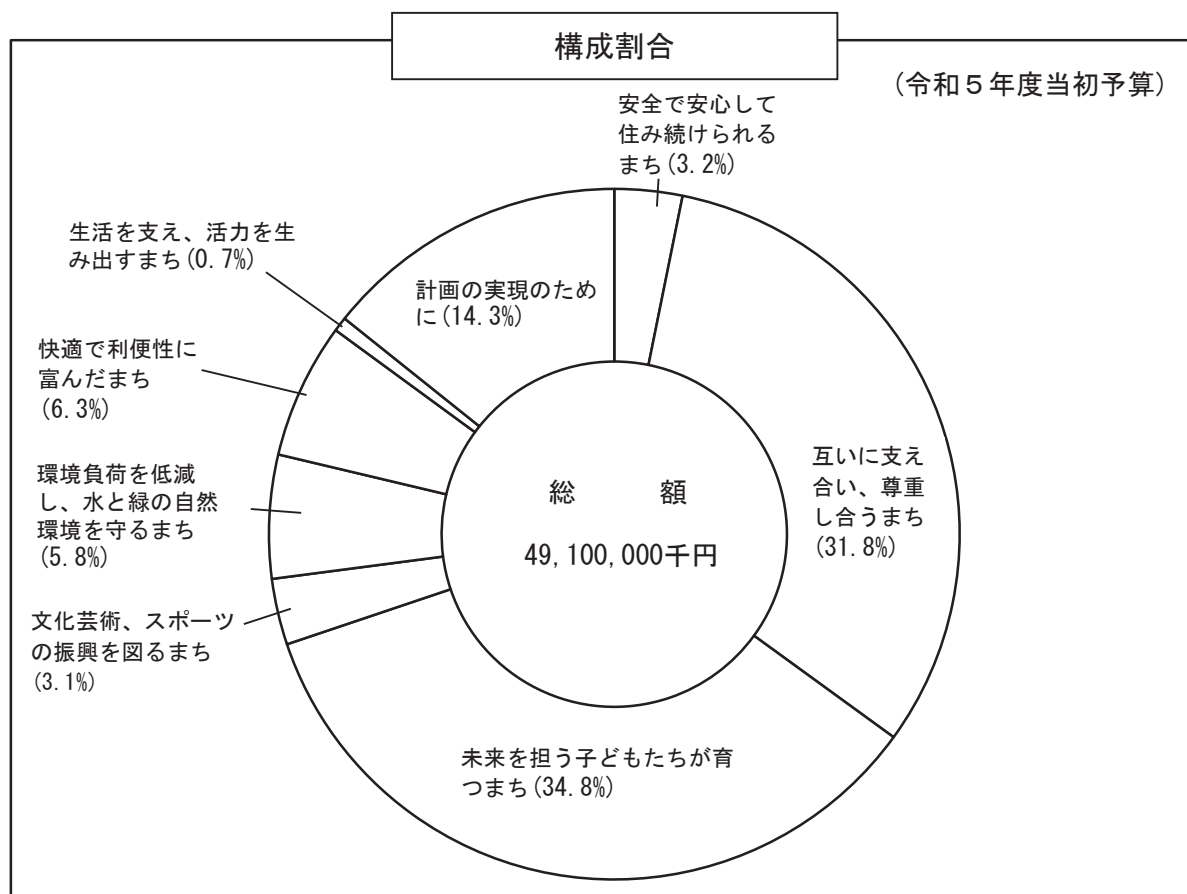 構成割合
(令和5年度当初予算)
安全で安心して
住み続けられる
まち(3.2%)
互いに支え
合い、尊重
し合うまち
(31.8%)
未来を担う子どもたちが育
つまち(34.8%)
文化芸術、スポーツ
の振興を図るまち
(3.1%)
環境負荷を低減
し、水と緑の自然
環境を守るまち
(5.8%)
快適で利便性に
富んだまち
(6.3%)
生活を支え、活力を生
み出すまち(0.7%)
計画の実現のため
に(14.3%)
総 額
49,100,000千円